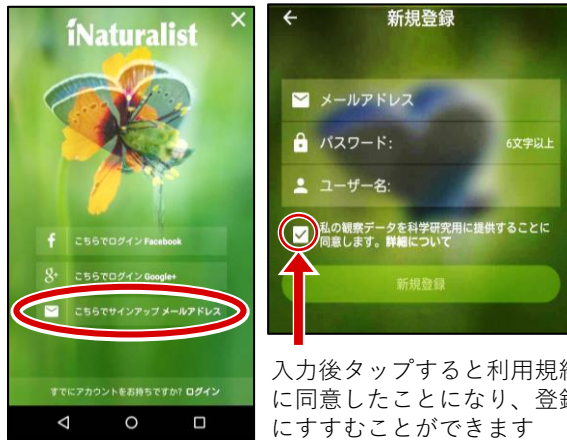 iNaturalist
こちらでログイン Facebook
こちらでログイン Google+
こちらでサインアップ メールアドレス
すでにアカウントをお持ちですか? ログイン
新規登録
メールアドレス
パスワード:
6文字以上
ユーザー名:
私の観察データを科学研究用に提供することに
同意します。詳細について
新規登録
入力後タップすると利用規約
に同意したことになり、登録
にすすむことができます